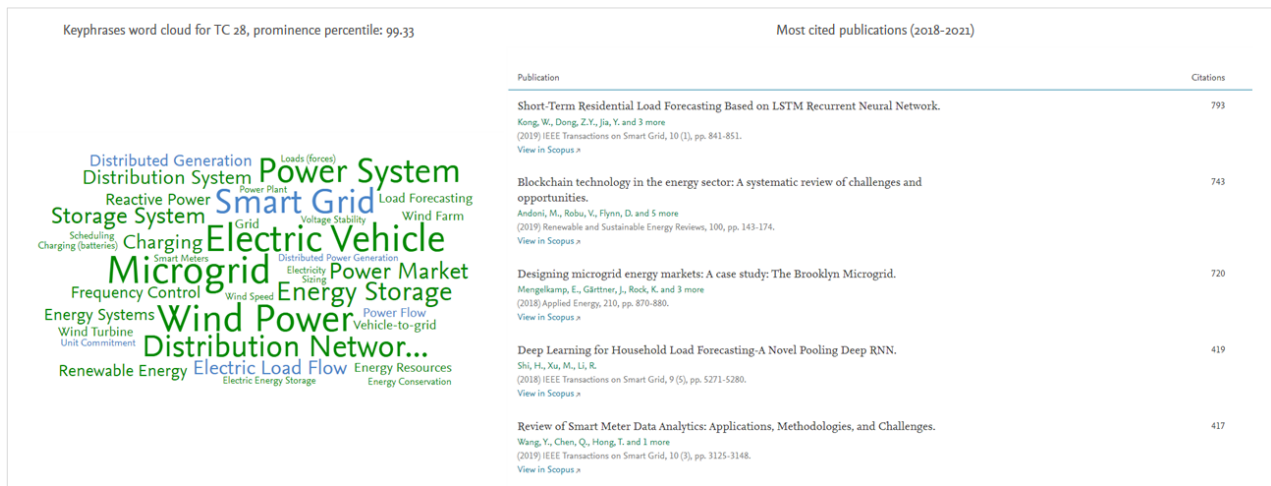 Keyphrases word cloud for TC 28, prominence percentile: 99.33
Distributed Generation
Loads (forces)
Distribution System
Power System
Power Plant
Reactive Power
Smart Grid
Load Forecasting
Storage System
Grid
Voltage Stability
Wind Farm
Scheduling
Charging (batteries)
Charging
Electric Vehicle
Smart Meters
Distributed Power Generation
Microgrid
Electricity
Sizing
Power Market
Frequency Control
Wind Speed
Energy Storage
Energy Systems
Wind Power
Power Flow
Vehicle-to-grid
Wind Turbine
Unit Commitment
Distribution Networ...
Renewable Energy
Electric Load Flow
Energy Resources
Electric Energy Storage
Energy Conservation
Most cited publications (2018-2021)
Publication Citations
Short-Term Residential Load Forecasting Based on LSTM Recurrent Neural Network. 793
Kong, W., Dong, Z.Y., Jia, Y. and 3 more
(2019) IEEE Transactions on Smart Grid, 10 (1), pp. 841-851.
View in Scopus ↗
Blockchain technology in the energy sector: A systematic review of challenges and 743
opportunities.
Andoni, M., Robu, V., Flynn, D. and 5 more
(2019) Renewable and Sustainable Energy Reviews, 100, pp. 143-174.
View in Scopus ↗
Designing microgrid energy markets: A case study: The Brooklyn Microgrid. 720
Mengelkamp, E., Gärttner, J., Rock, K. and 3 more
(2018) Applied Energy, 210, pp. 870-880.
View in Scopus ↗
Deep Learning for Household Load Forecasting-A Novel Pooling Deep RNN. 419
Shi, H., Xu, M., Li, R.
(2018) IEEE Transactions on Smart Grid, 9 (5), pp. 5271-5280.
View in Scopus ↗
Review of Smart Meter Data Analytics: Applications, Methodologies, and Challenges. 417
Wang, Y., Chen, Q., Hong, T. and 1 more
(2019) IEEE Transactions on Smart Grid, 10 (3), pp. 3125-3148.
View in Scopus ↗